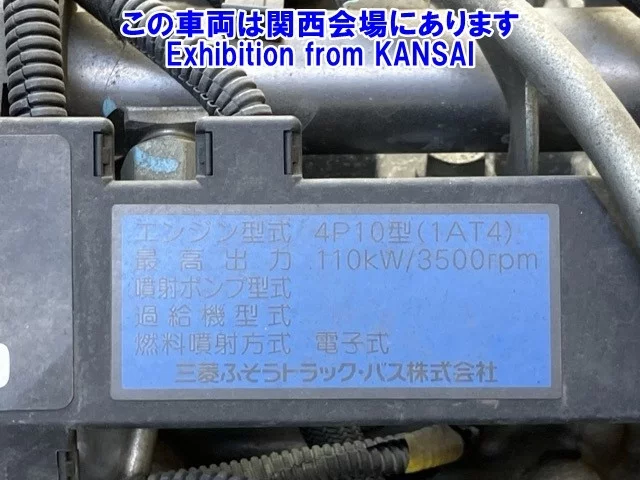 この車両は関西会場にあります
Exhibition from KANSAI
エンジン型式 4P10型(1AT4)
最高出力 110kW/3500rpm
噴射ポンプ型式
過給機型式
燃料噴射方式 電子式
三菱ふそうトラック・バス株式会社